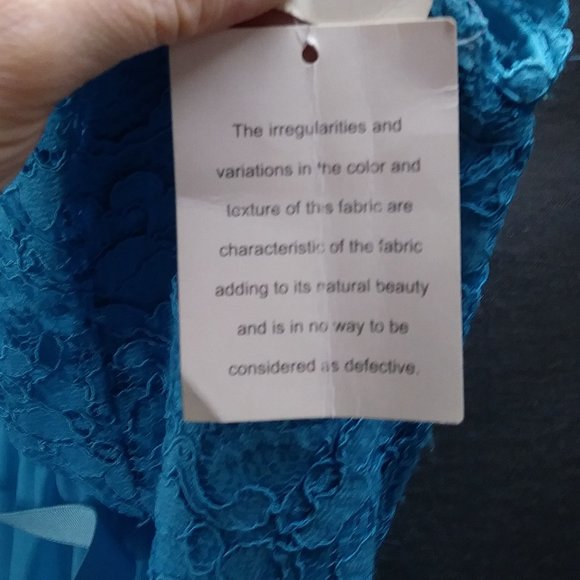 The irregularities and
variations in the color and
texture of this fabric are
characteristic of the fabric
adding to its natural beauty
and is in no way to be
considered as defective.